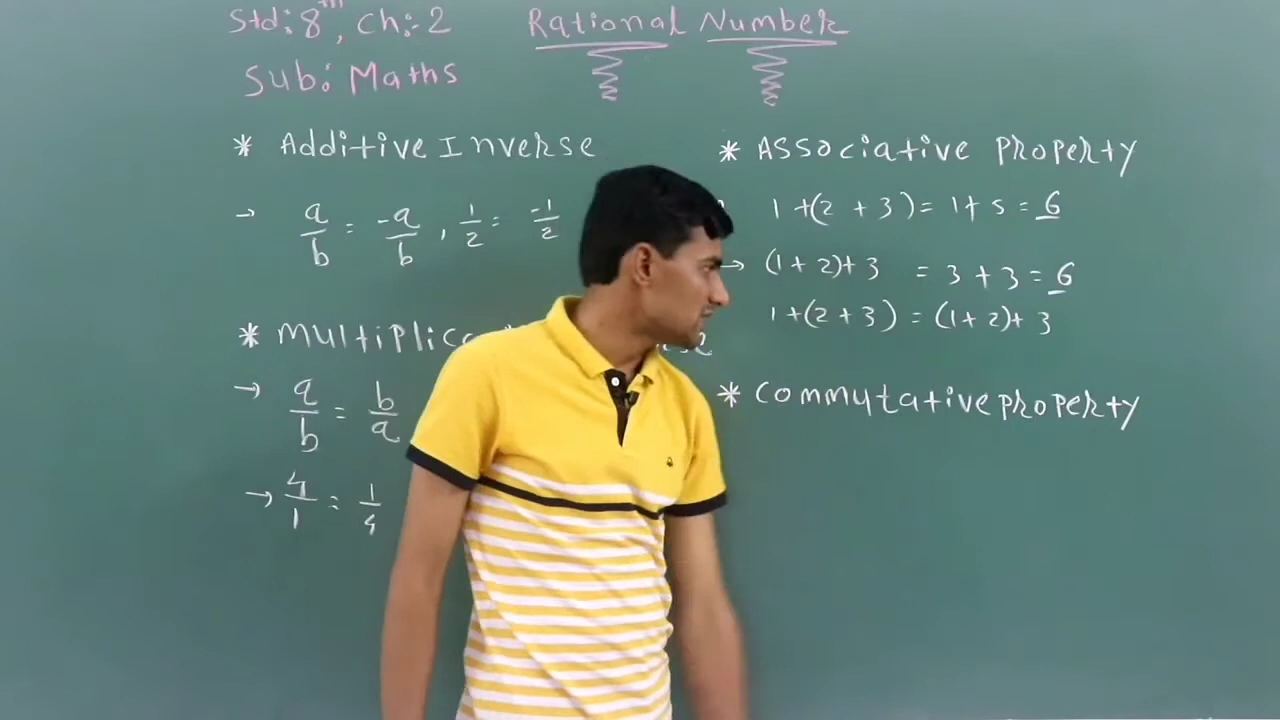 Std: 8th, Ch:-2
Rational Number
Sub: Maths
* Additive Inverse
→ a/b = -a/b, 1/2 = -1/2
→ a/b = b/a
→ 4/1 = 1/4
* Associative Property
1+(2+3)= 1+5=6
→ (1+2)+3 = 3+3=6
1+(2+3)=(1+2)+3
* Commutative property